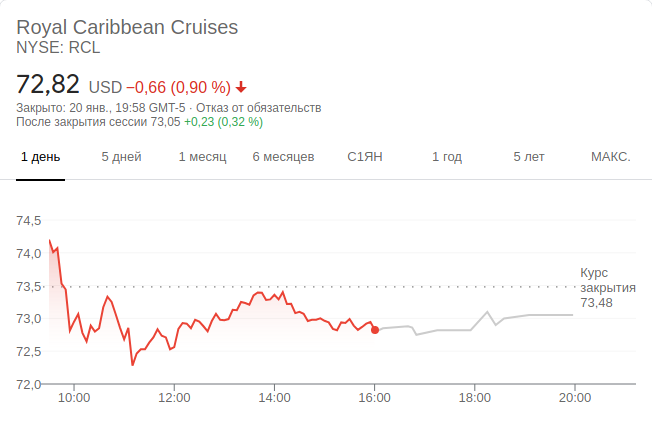 Royal Caribbean Cruises
NYSE: RCL
72,82 USD −0,66 (0,90 %)
Закрыто: 20 янв., 19:58 GMT-5 · Отказ от обязательств
После закрытия сессии 73,05 +0,23 (0,32 %)
1 день 5 дней 1 месяц 6 месяцев С1ЯН 1 год 5 лет МАКС.
74,5
74,0
73,5
Курс
закрытия
73,48
73,0
72,5
72,0
10:00 12:00 14:00 16:00 18:00 20:00